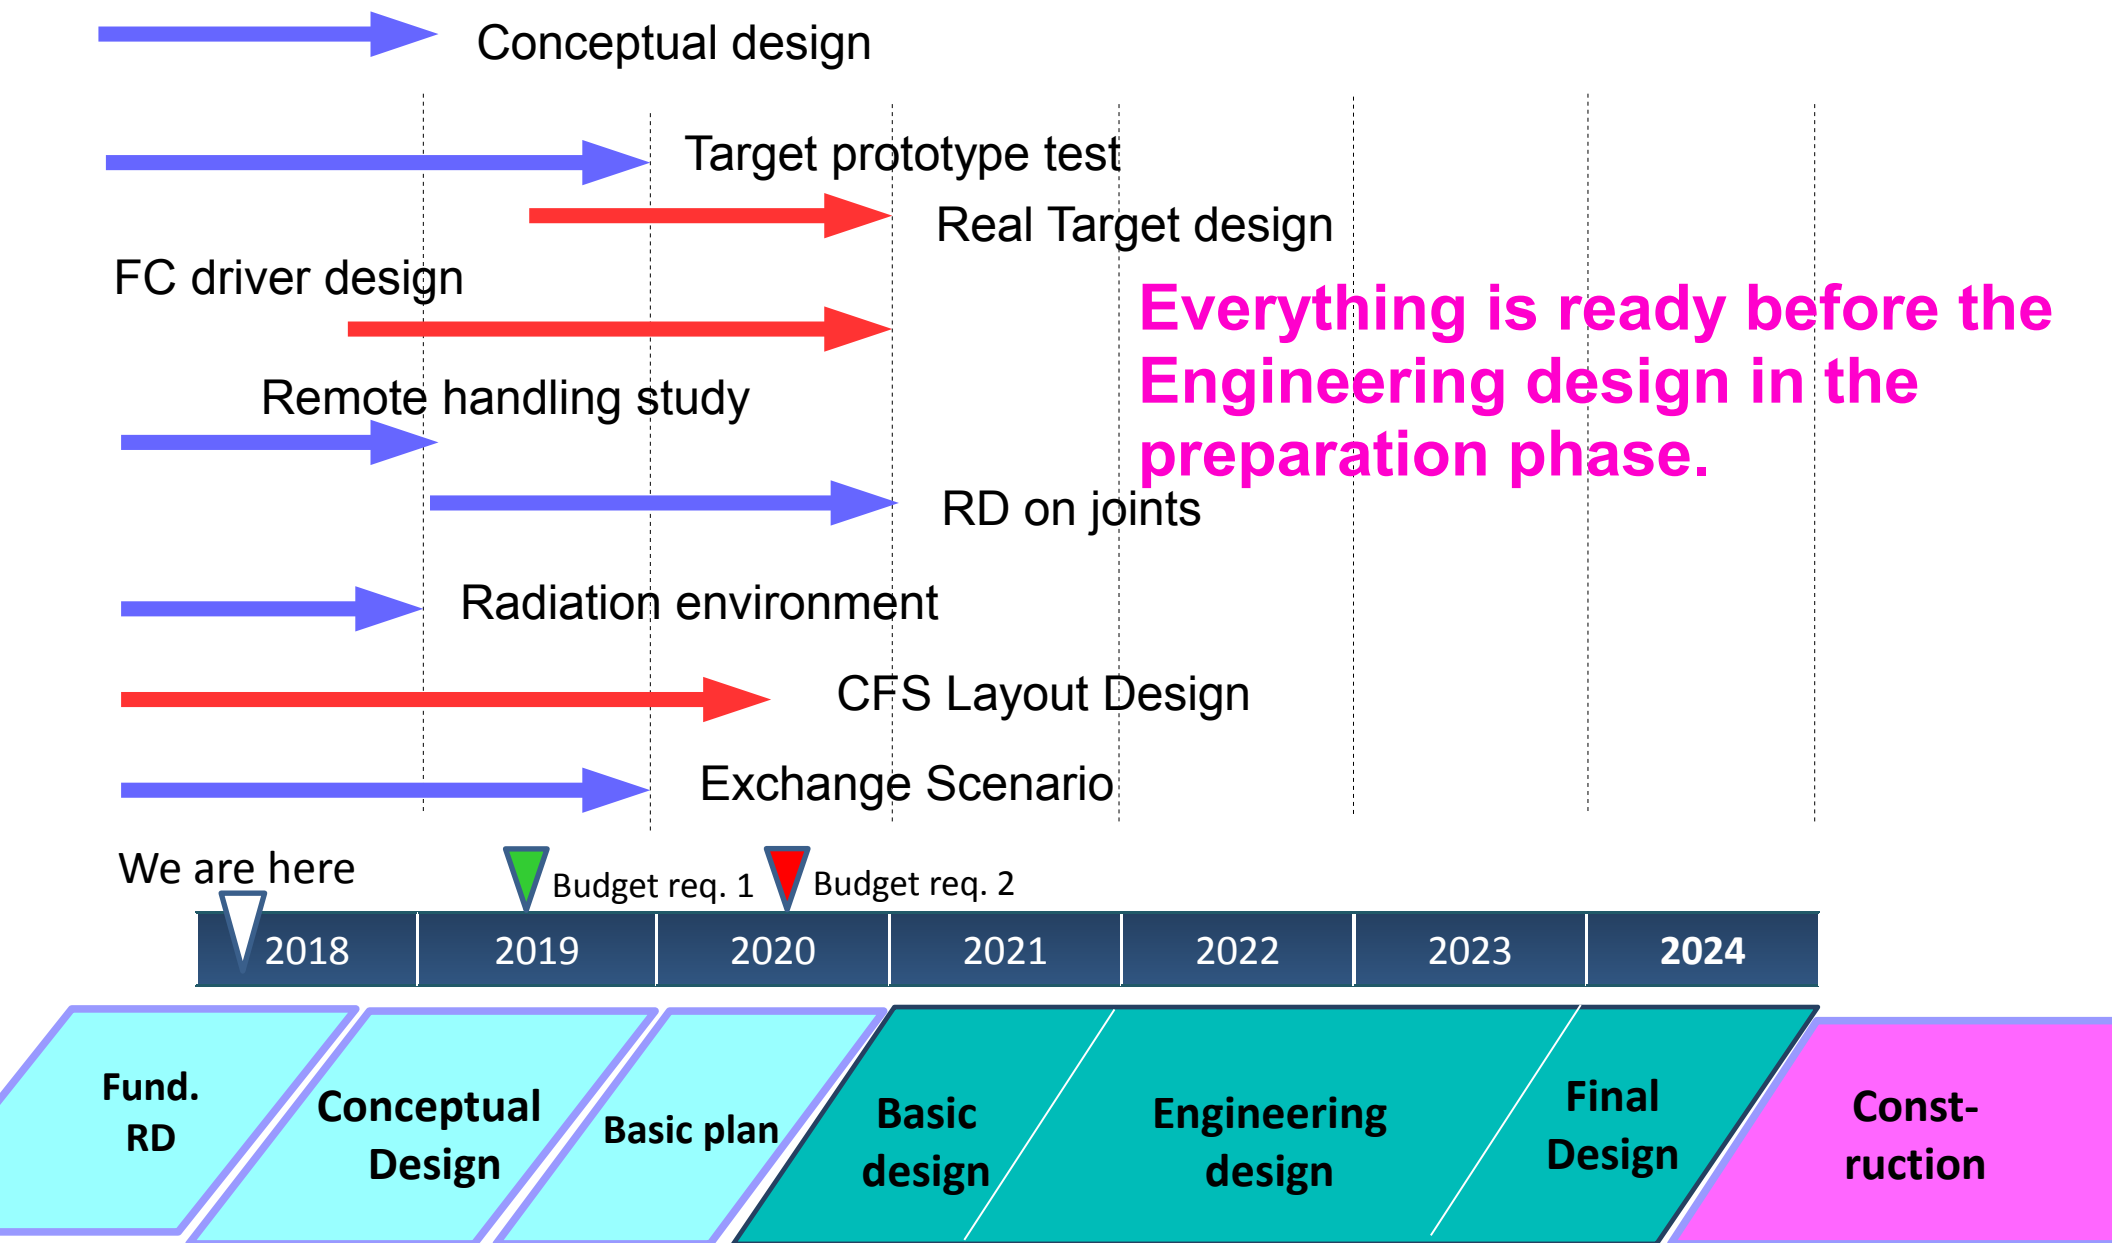 Conceptual design
Target prototype test
Real Target design
FC driver design
Everything is ready before the
Engineering design in the
preparation phase.
Remote handling study
RD on joints
Radiation environment
CFS Layout Design
Exchange Scenario
We are here
Budget req. 1
Budget req. 2
2018 2019 2020 2021 2022 2023 2024
Fund.
RD
Conceptual
Design
Basic plan
Basic
design
Engineering
design
Final
Design
Const-
ruction